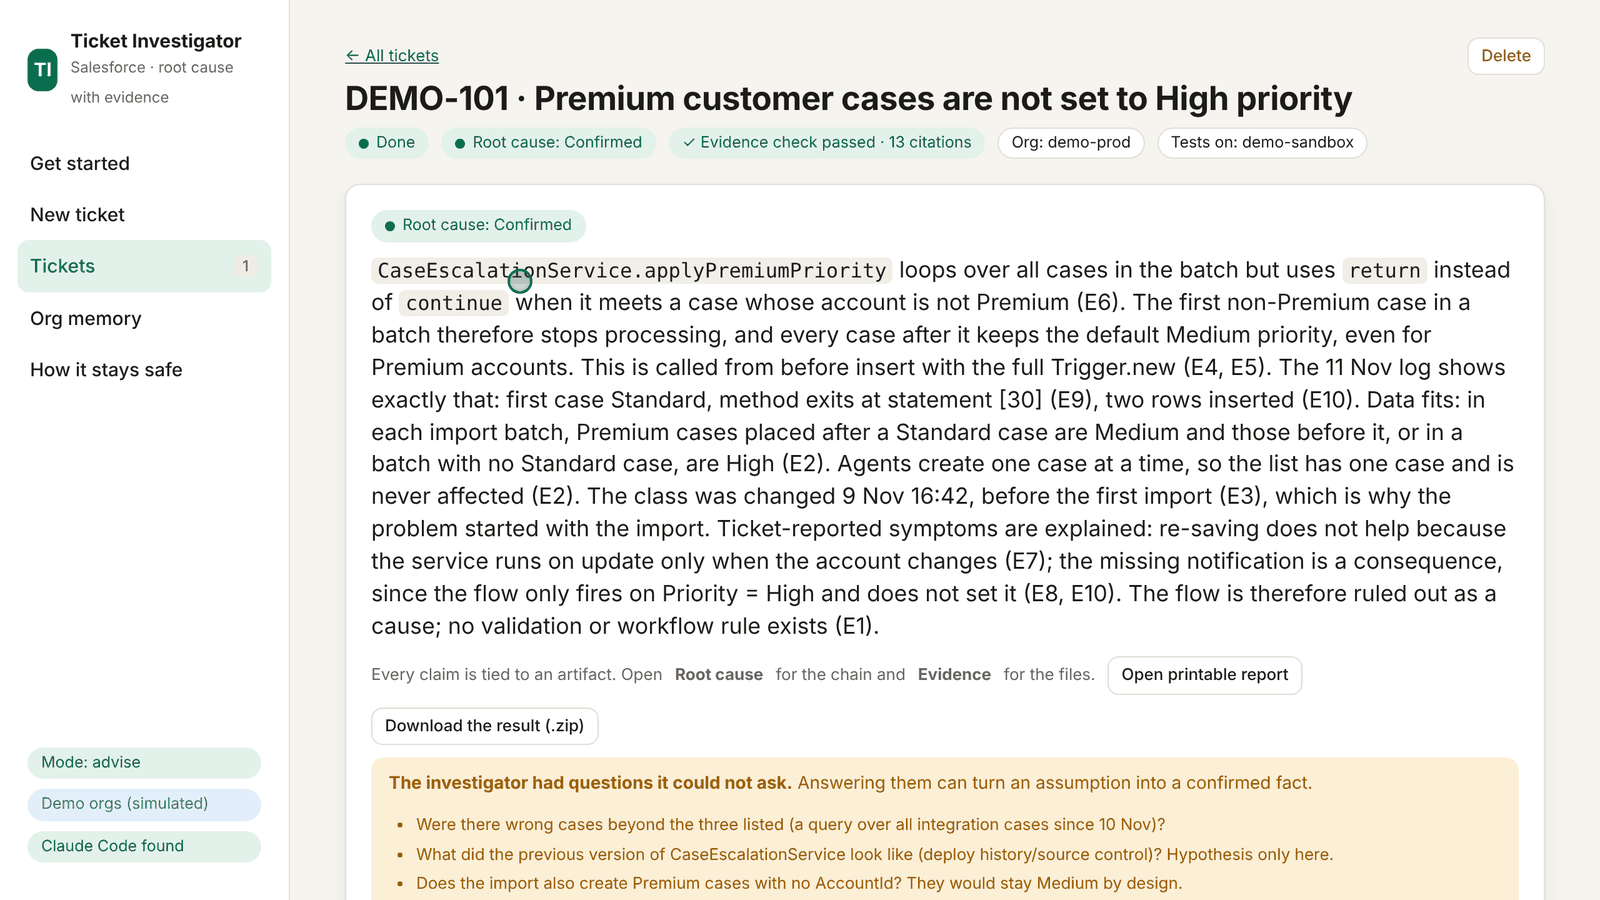 TI
Ticket Investigator
Salesforce · root cause
with evidence
Get started
New ticket
Tickets 1
Org memory
How it stays safe
Mode: advise
Demo orgs (simulated)
Claude Code found
← All tickets
Delete
DEMO-101 · Premium customer cases are not set to High priority
Done
Root cause: Confirmed
✓ Evidence check passed · 13 citations
Org: demo-prod
Tests on: demo-sandbox
Root cause: Confirmed
CaseEscalationService.applyPremiumPriority loops over all cases in the batch but uses return instead
of continue when it meets a case whose account is not Premium (E6). The first non-Premium case in a
batch therefore stops processing, and every case after it keeps the default Medium priority, even for
Premium accounts. This is called from before insert with the full Trigger.new (E4, E5). The 11 Nov log shows
exactly that: first case Standard, method exits at statement [30] (E9), two rows inserted (E10). Data fits: in
each import batch, Premium cases placed after a Standard case are Medium and those before it, or in a
batch with no Standard case, are High (E2). Agents create one case at a time, so the list has one case and is
never affected (E2). The class was changed 9 Nov 16:42, before the first import (E3), which is why the
problem started with the import. Ticket-reported symptoms are explained: re-saving does not help because
the service runs on update only when the account changes (E7); the missing notification is a consequence,
since the flow only fires on Priority = High and does not set it (E8, E10). The flow is therefore ruled out as a
cause; no validation or workflow rule exists (E1).
Every claim is tied to an artifact. Open Root cause for the chain and Evidence for the files. Open printable report
Download the result (.zip)
The investigator had questions it could not ask. Answering them can turn an assumption into a confirmed fact.
• Were there wrong cases beyond the three listed (a query over all integration cases since 10 Nov)?
• What did the previous version of CaseEscalationService look like (deploy history/source control)? Hypothesis only here.
• Does the import also create Premium cases with no AccountId? They would stay Medium by design.